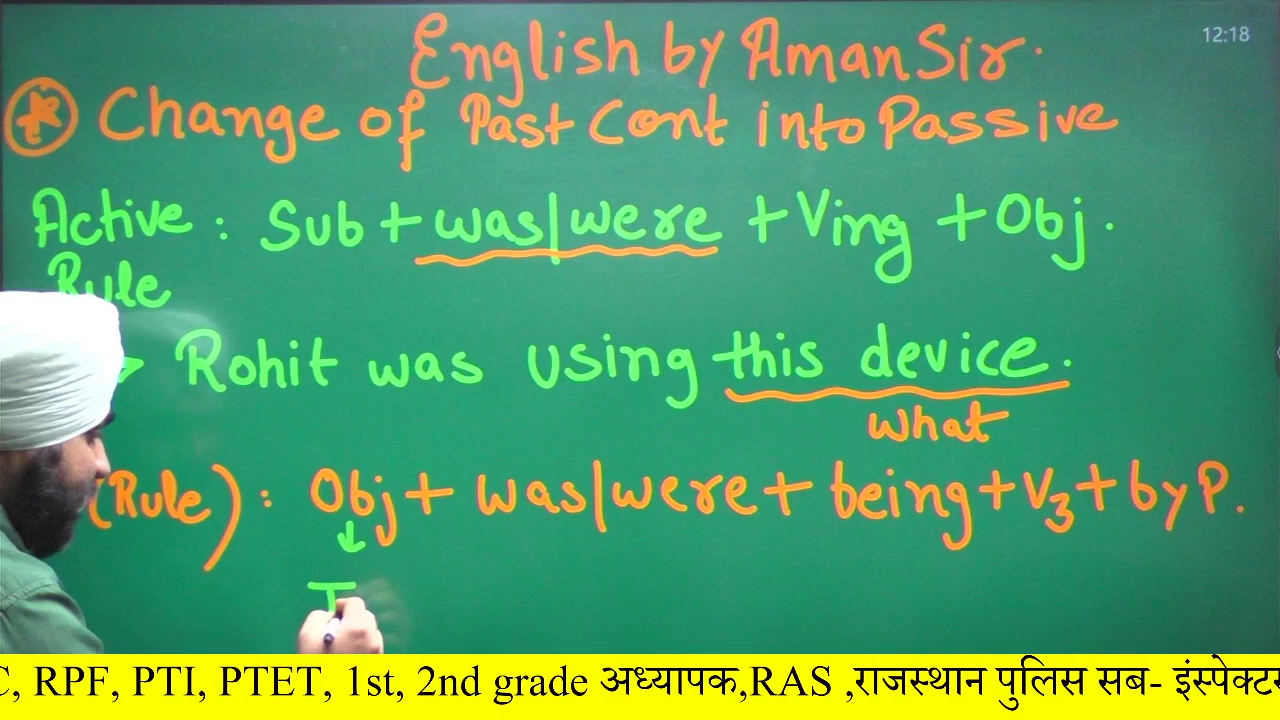 English by Aman Sir.
12:18
Change of Past Cont into Passive
Active : Sub + was/were + Ving + Obj.
Rule
Rohit was using this device.
what
(Rule) : Obj + was/were + being + V3 + by P.
T
C, RPF, PTI, PTET, 1st, 2nd grade अध्यापक,RAS ,राजस्थान पुलिस सब- इंस्पेक्टर